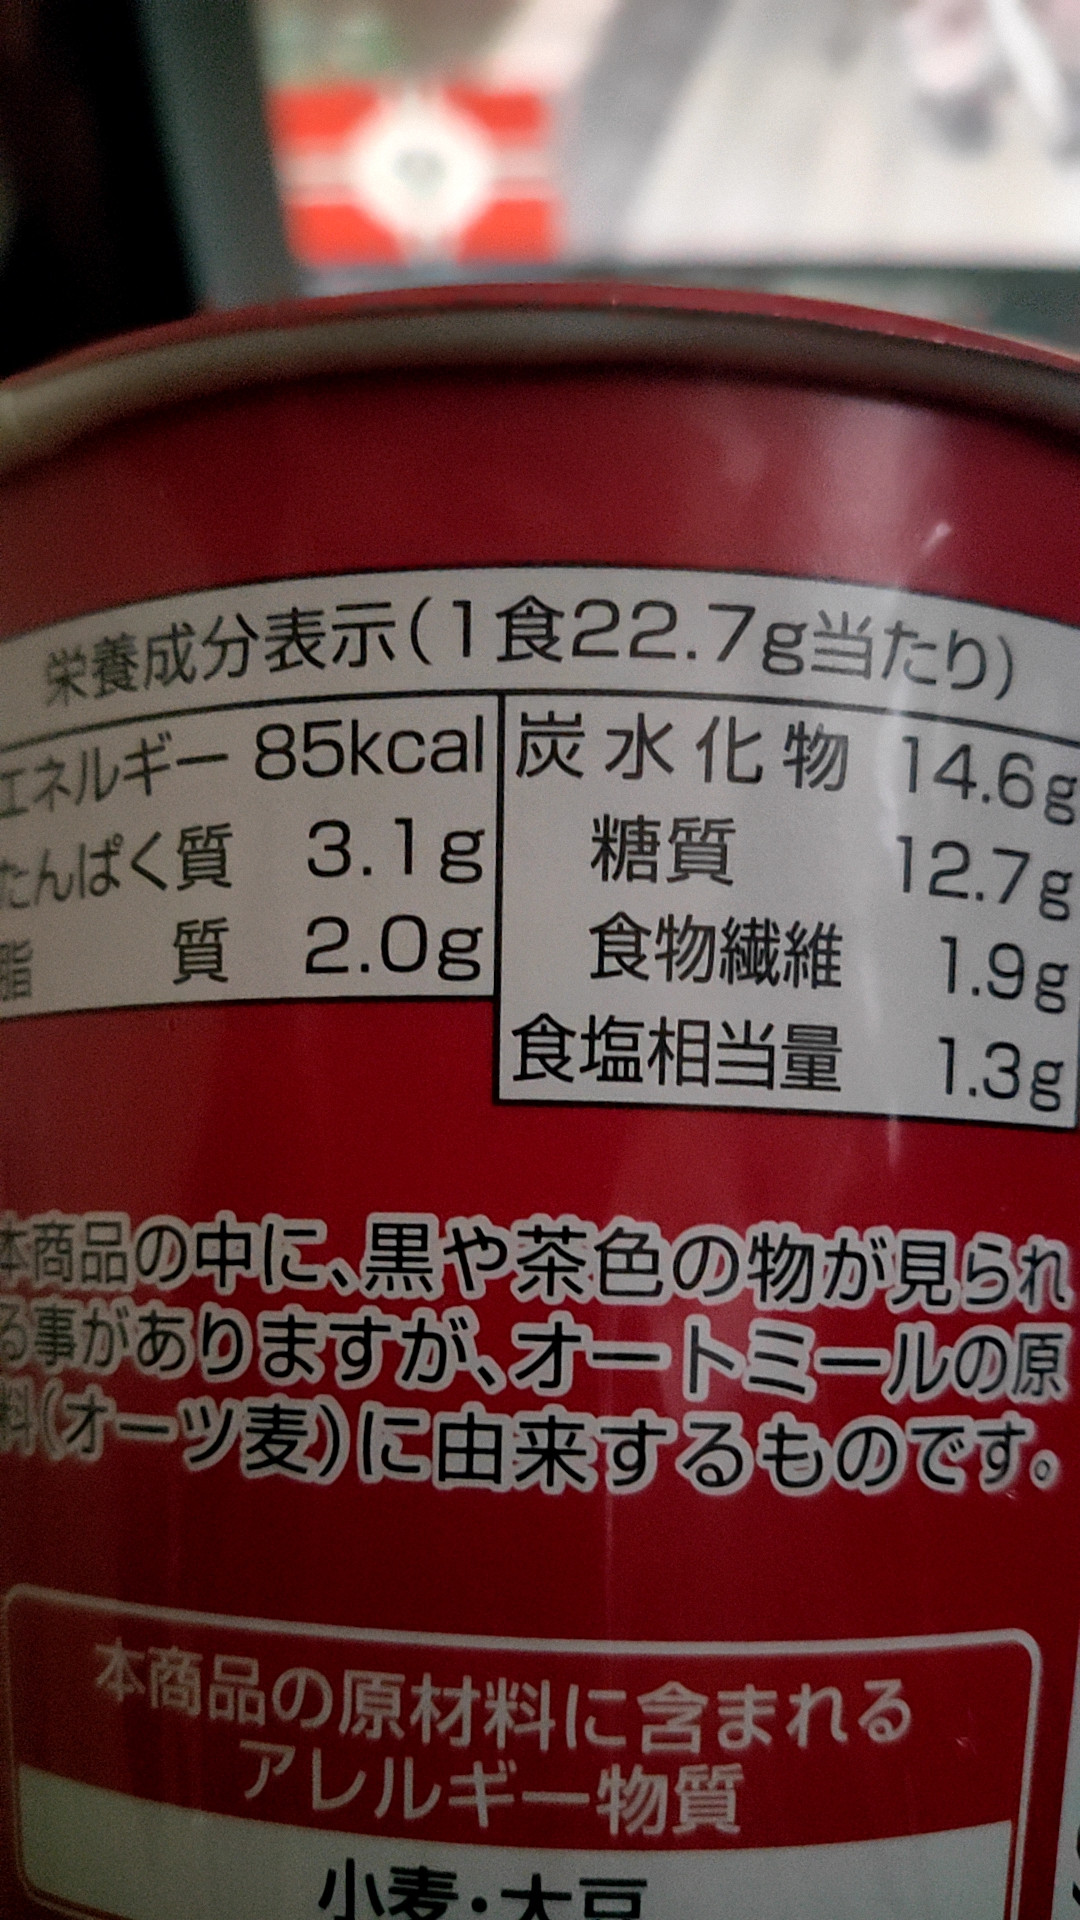 栄養成分表示(1食22.7g当たり)
エネルギー 85kcal
たんぱく質 3.1g
脂質 2.0g
炭水化物 14.6g
糖質 12.7g
食物繊維 1.9g
食塩相当量 1.3g
本商品の中に、黒や茶色の物が見られ
る事がありますが、オートミールの原
料(オーツ麦)に由来するものです。
本商品の原材料に含まれる
アレルギー物質
小麦・大豆